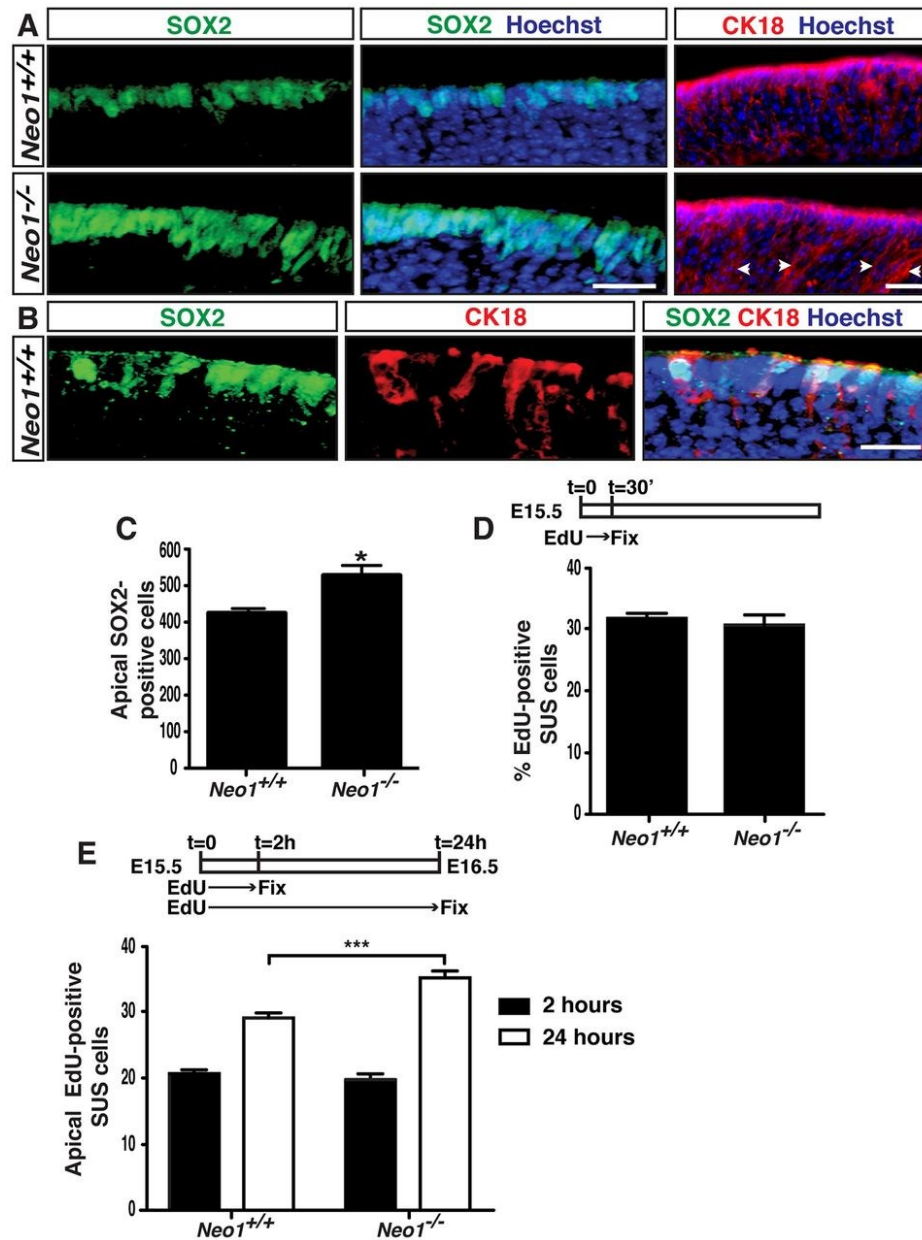 A
SOX2
SOX2 Hoechst
CK18 Hoechst
Neo1+/+
Neo1-/-
B
SOX2
CK18
SOX2 CK18 Hoechst
Neo1+/+
C
600
500
400
300
200
100
0
Apical SOX2-
positive cells
*
Neo1+/+
Neo1-/-
D
t=0 t=30'
E15.5
EdU→Fix
40
30
20
10
0
% EdU-positive
SUS cells
Neo1+/+
Neo1-/-
E
t=0 t=2h t=24h
E15.5 E16.5
EdU→Fix
EdU→Fix
40
30
20
10
0
Apical EdU-positive
SUS cells
***
2 hours
24 hours
Neo1+/+
Neo1-/-